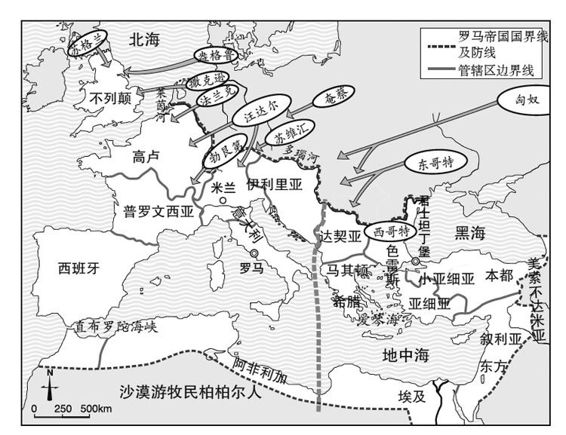 北海
苏格兰
盎格鲁
撒克逊
法兰克
不列颠
莱茵河
汪达尔
奄蔡
匈奴
罗马帝国国界线
及防线
管辖区边界线
高卢
勃艮第
苏维汇
多瑙河
东哥特
米兰
伊利里亚
普罗文西亚
意大利
达契亚
西哥特
君士坦丁堡
黑海
西班牙
罗马
马其顿
色雷斯
小亚细亚
本都
美索不达米亚
希腊
亚细亚
爱琴海
直布罗陀海峡
地中海
叙利亚
东方
阿非利加
沙漠游牧民柏柏尔人
埃及
N
0 250 500km